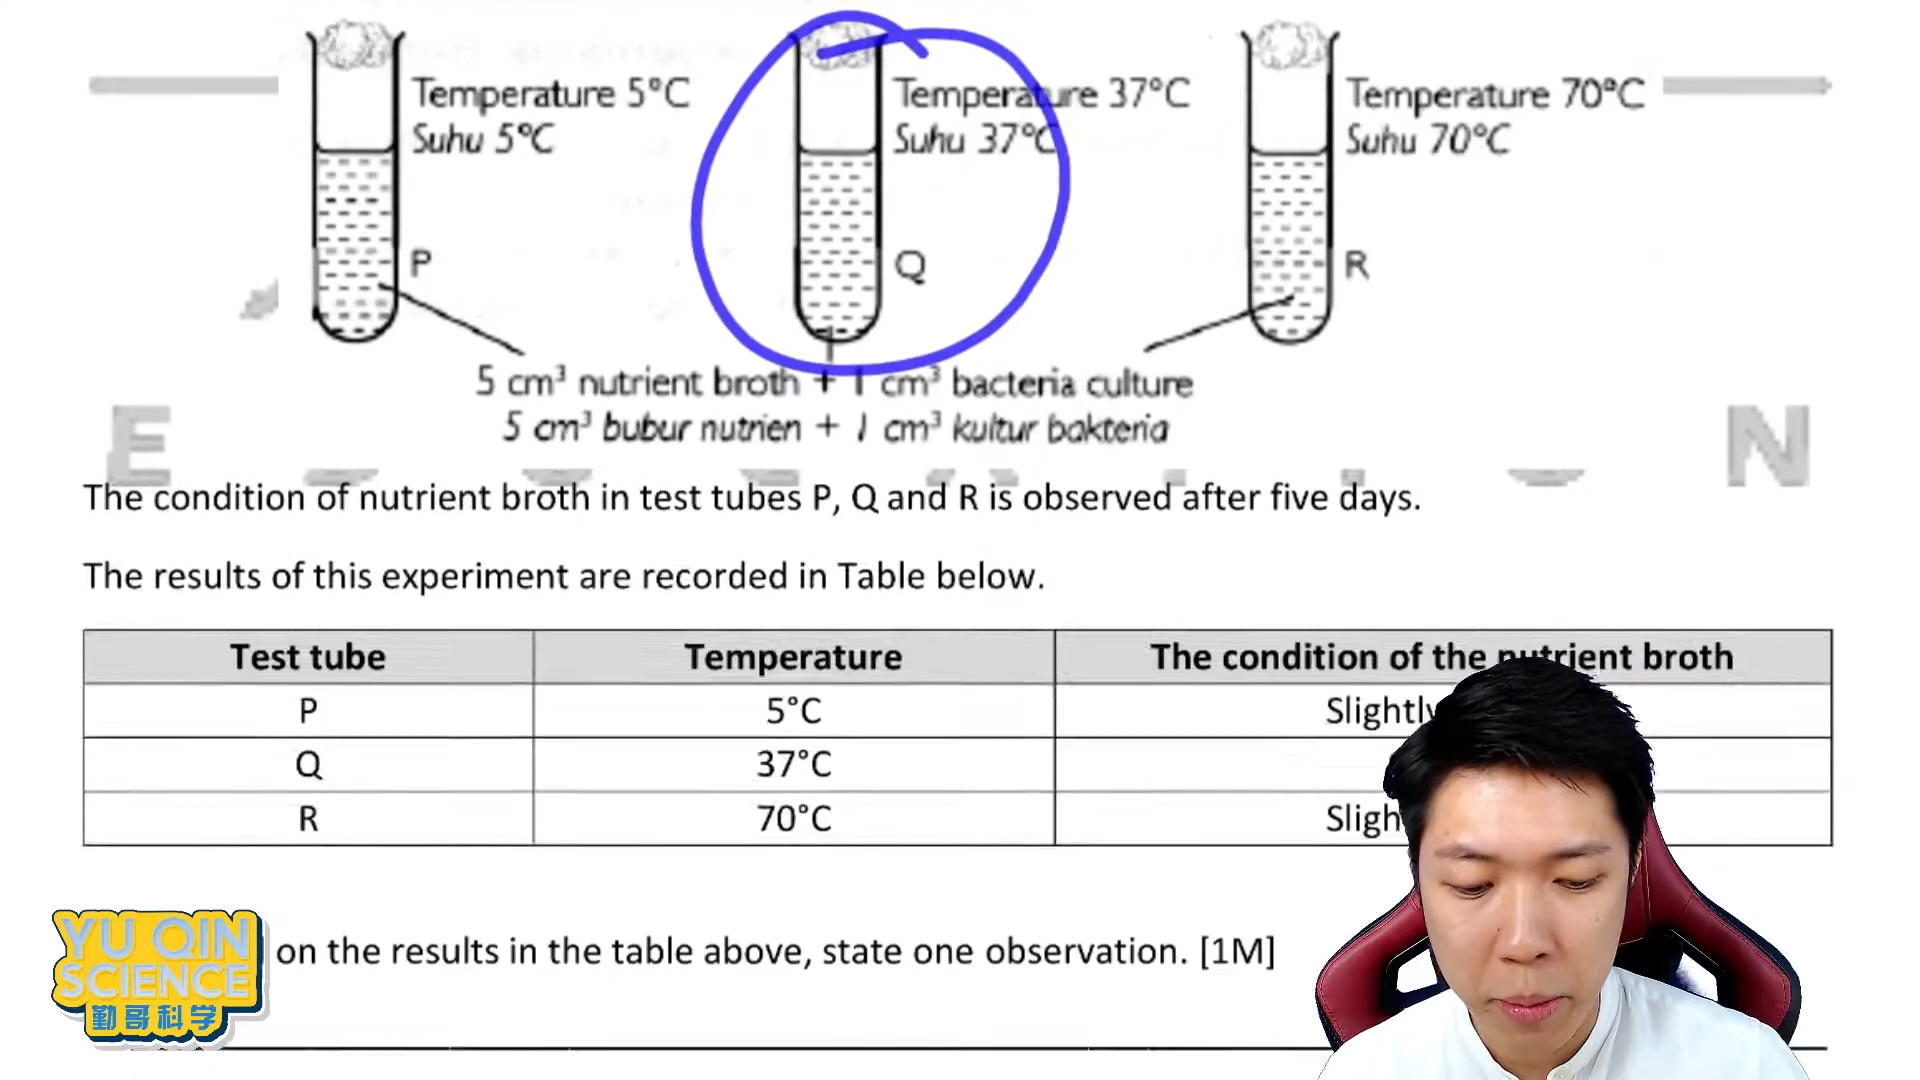 Temperature 5°C
Suhu 5°C
Temperature 37°C
Suhu 37°C
Temperature 70°C
Suhu 70°C
P
Q
R
5 cm³ nutrient broth + 1 cm³ bacteria culture
5 cm³ bubur nutrien + 1 cm³ kultur bakteria
E
N
The condition of nutrient broth in test tubes P, Q and R is observed after five days.
The results of this experiment are recorded in Table below.
Test tube Temperature The condition of the nutrient broth
P 5°C Slightly
Q 37°C
R 70°C
YU QIN
SCIENCE
勤哥科学
on the results in the table above, state one observation. [1M]